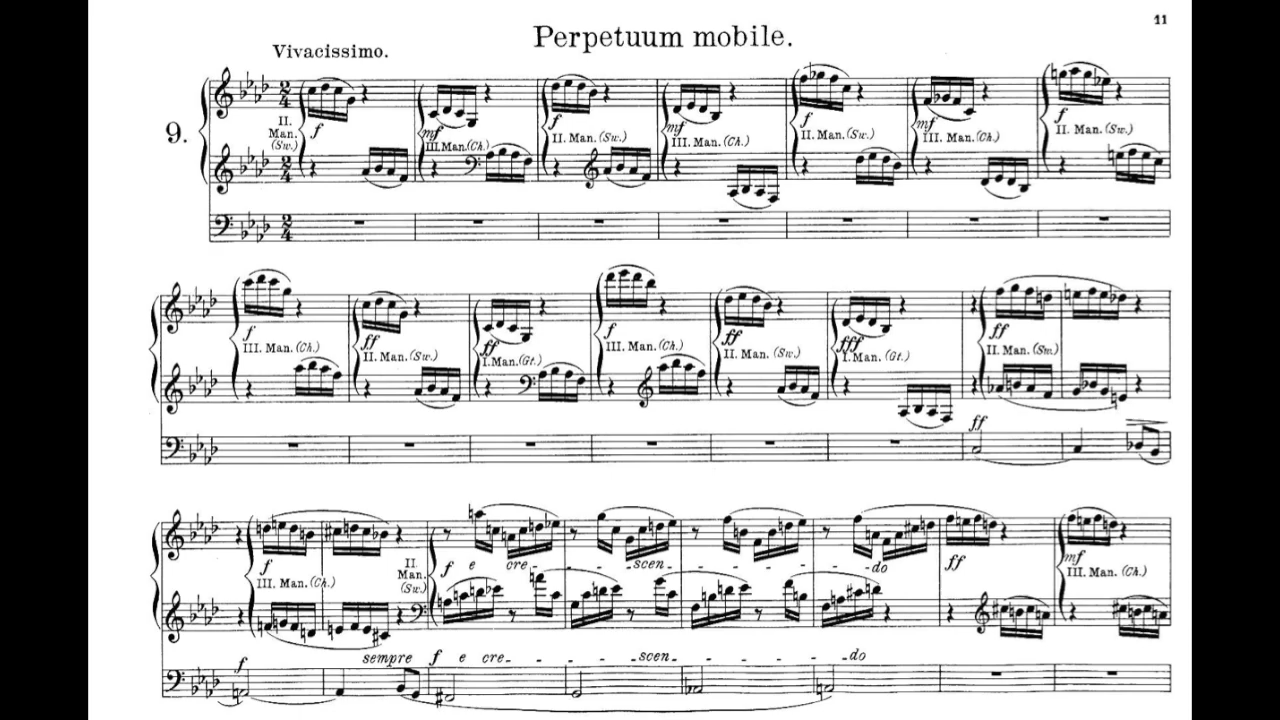 11
Perpetuum mobile.
Vivacissimo.
9.
II. Man. (Sw.)
f
mf
III. Man. (Ch.)
f
II. Man. (Sw.)
mf
III. Man. (Ch.)
f
II. Man. (Sw.)
mf
III. Man. (Ch.)
f
II. Man. (Sw.)
f
III. Man. (Ch.)
ff
II. Man. (Sw.)
ff
I. Man. (Gt.)
f
III. Man. (Ch.)
ff
II. Man. (Sw.)
fff
I. Man. (Gt.)
ff
II. Man. (Sm.)
ff
f
III. Man. (Ch.)
II. Man. (Sw.)
f e cre- - - - -scen- - - - - - -do
ff
mf
III. Man. (Ch.)
f
sempre f e cre- - - - -scen- - - - - - -do